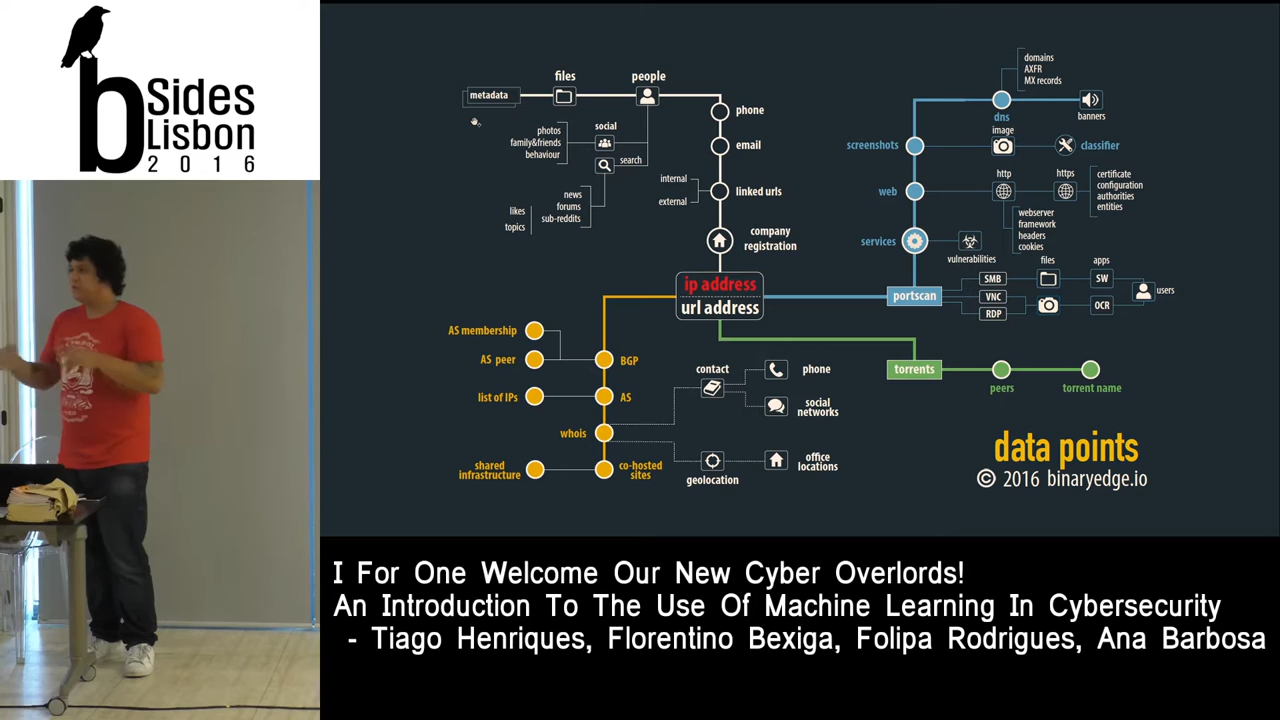 b
Sides
Lisbon
2016
files
people
metadata
phone
photos
family&friends
behaviour
social
email
search
news
forums
sub-reddits
likes
topics
internal
external
linked urls
company
registration
ip address
url address
domains
AXFR
MX records
dns
banners
image
screenshots
classifier
web
http
https
certificate
configuration
authorities
entities
webserver
framework
headers
cookies
services
vulnerabilities
files
apps
portscan
SMB
SW
VNC
RDP
OCR
users
AS membership
AS peer
BGP
list of IPs
AS
whois
shared
infrastructure
co-hosted
sites
contact
phone
social
networks
geolocation
office
locations
torrents
peers
torrent name
data points
© 2016 binaryedge.io
I For One Welcome Our New Cyber Overlords!
An Introduction To The Use Of Machine Learning In Cybersecurity
- Tiago Henriques, Florentino Bexiga, Folipa Rodrigues, Ana Barbosa